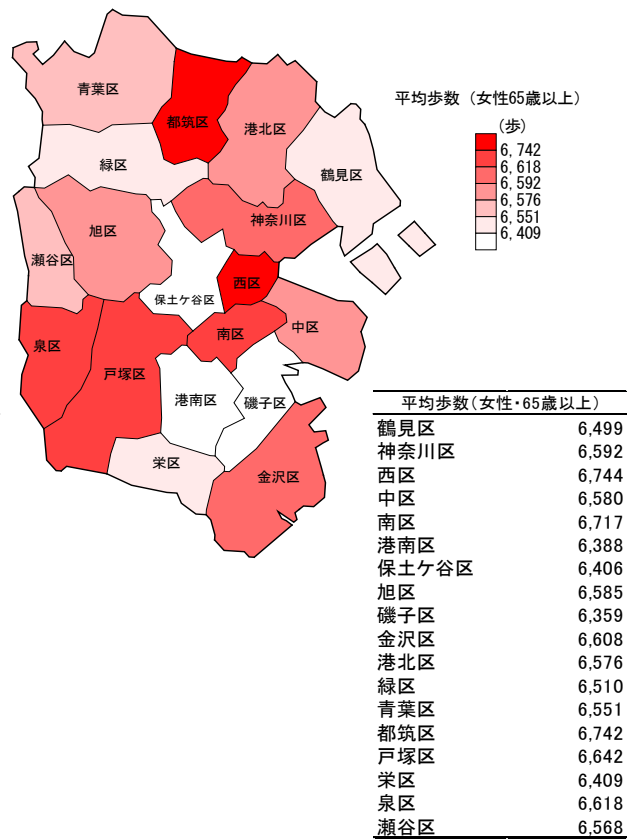 青葉区
都筑区
港北区
緑区
鶴見区
旭区
神奈川区
瀬谷区
保土ケ谷区
西区
泉区
戸塚区
南区
中区
港南区
磯子区
栄区
金沢区
平均歩数（女性65歳以上）
(歩)
6,742
6,618
6,592
6,576
6,551
6,409
平均歩数(女性・65歳以上)
鶴見区 6,499
神奈川区 6,592
西区 6,744
中区 6,580
南区 6,717
港南区 6,388
保土ケ谷区 6,406
旭区 6,585
磯子区 6,359
金沢区 6,608
港北区 6,576
緑区 6,510
青葉区 6,551
都筑区 6,742
戸塚区 6,642
栄区 6,409
泉区 6,618
瀬谷区 6,568